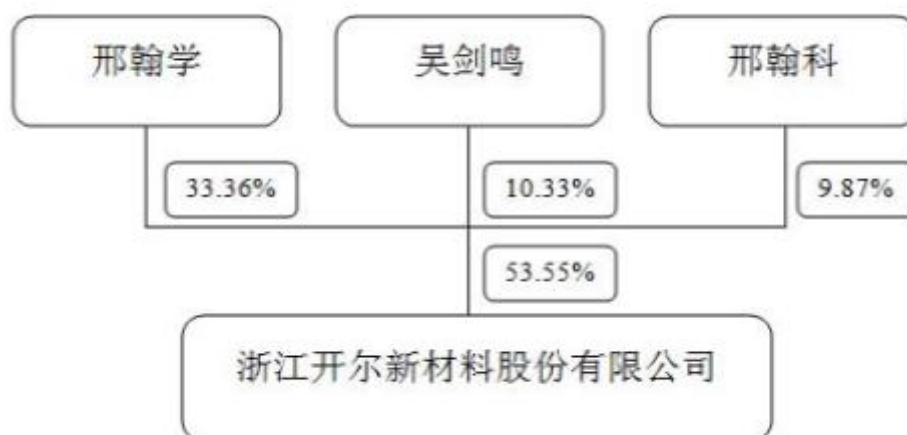 邢翰学
吴剑鸣
邢翰科
33.36%
10.33%
9.87%
53.55%
浙江开尔新材料股份有限公司